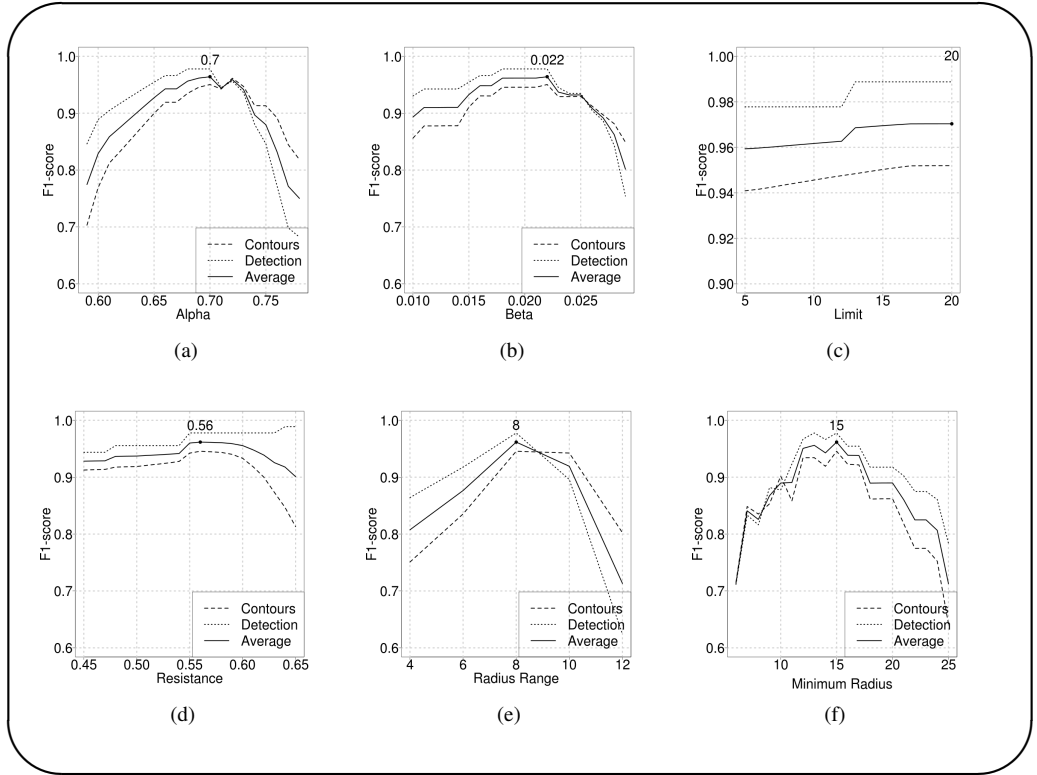 0.7
1.0
0.9
0.8
0.7
0.6
F1-score
Contours
Detection
Average
0.60 0.65 0.70 0.75
Alpha
(a)
0.022
1.0
0.9
0.8
0.7
0.6
F1-score
Contours
Detection
Average
0.010 0.015 0.020 0.025
Beta
(b)
20
1.00
0.98
0.96
0.94
0.92
0.90
F1-score
5 10 15 20
Limit
(c)
0.56
1.0
0.9
0.8
0.7
0.6
F1-score
Contours
Detection
Average
0.45 0.50 0.55 0.60 0.65
Resistance
(d)
8
1.0
0.9
0.8
0.7
0.6
F1-score
Contours
Detection
Average
4 6 8 10 12
Radius Range
(e)
15
1.0
0.9
0.8
0.7
0.6
F1-score
Contours
Detection
Average
10 15 20 25
Minimum Radius
(f)